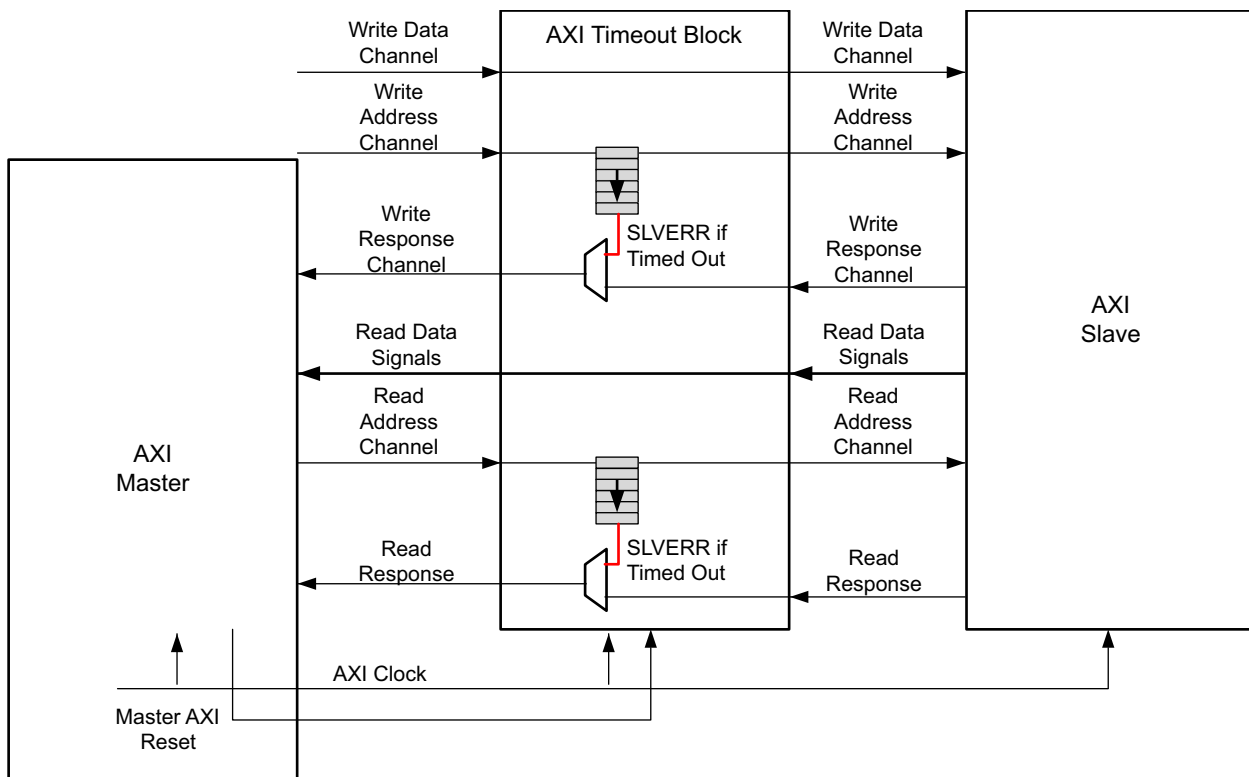 Write Data
Channel
AXI Timeout Block
Write Data
Channel
Write
Address
Channel
Write
Address
Channel
Write
Response
Channel
SLVERR if
Timed Out
Write
Response
Channel
AXI
Slave
Read Data
Signals
Read Data
Signals
Read
Address
Channel
Read
Address
Channel
AXI
Master
Read
Response
SLVERR if
Timed Out
Read
Response
AXI Clock
Master AXI
Reset